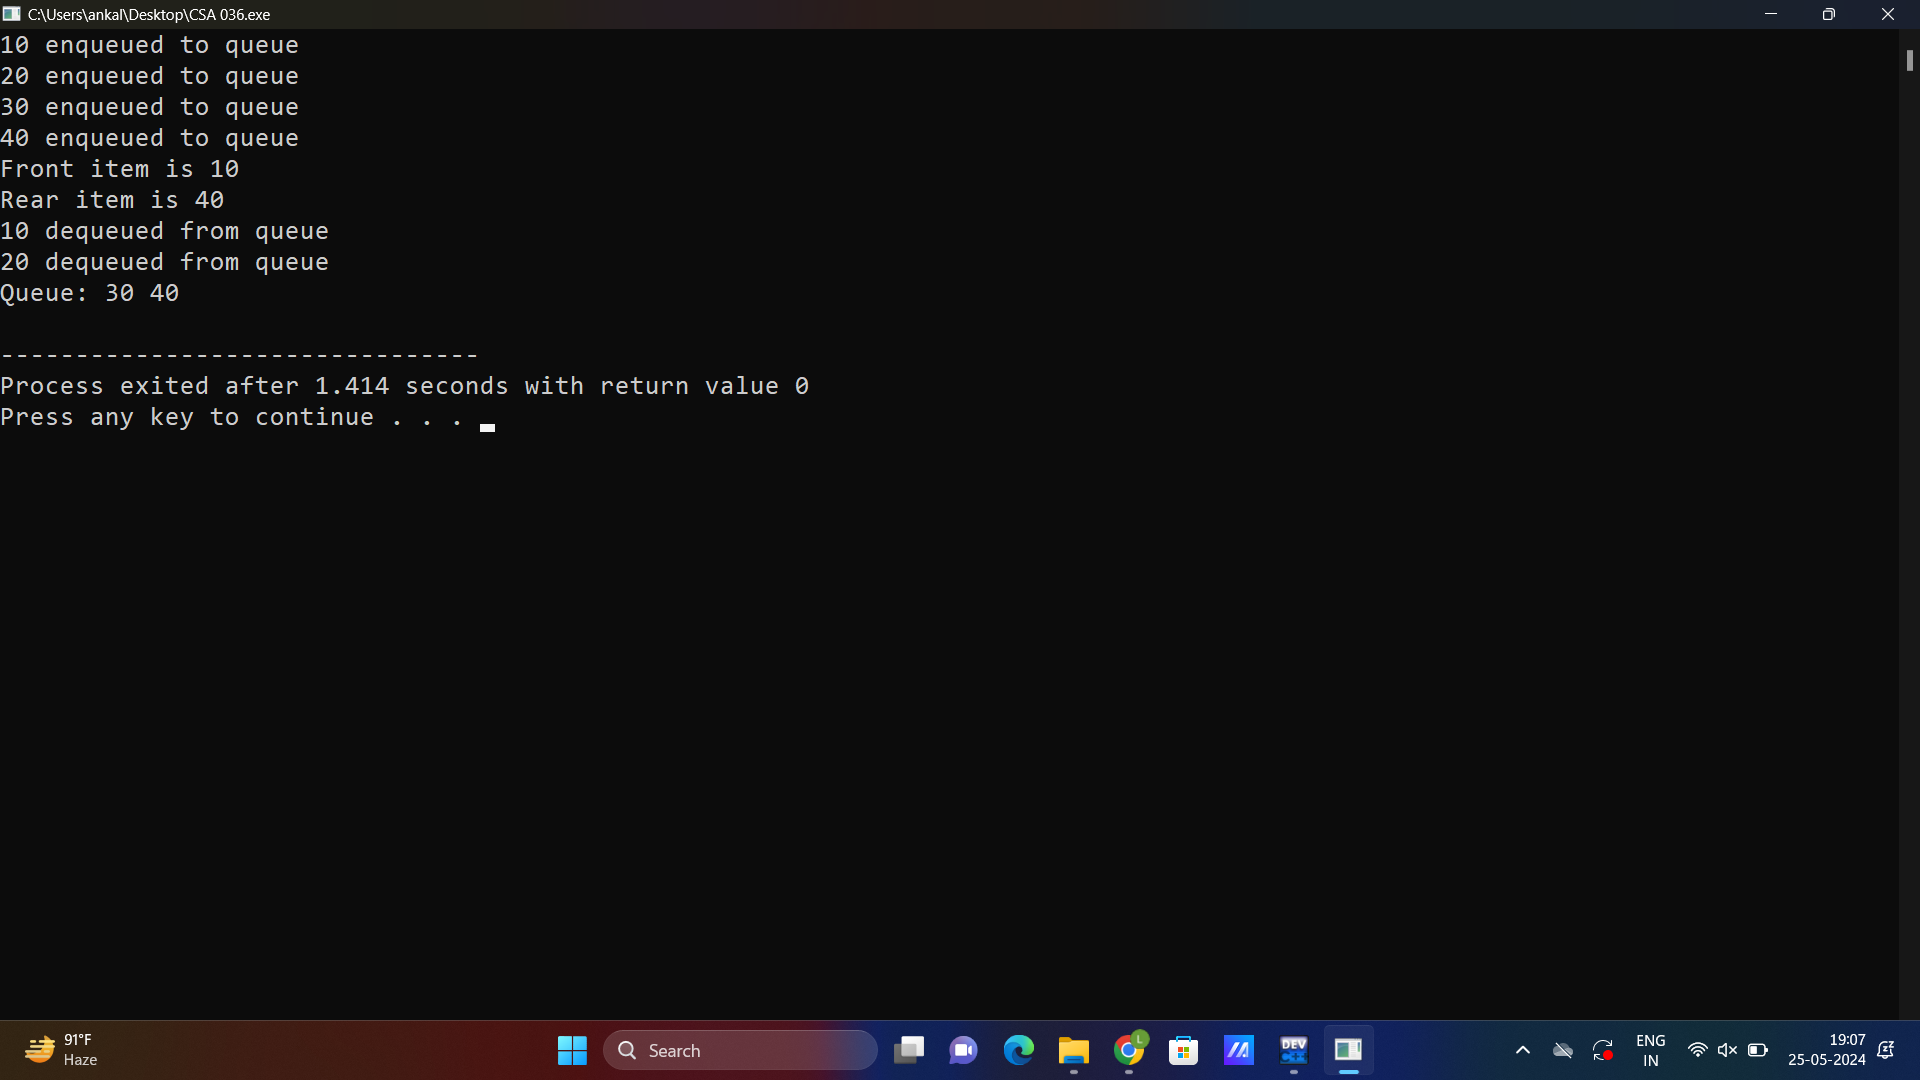 C:\Users\ankal\Desktop\CSA 036.exe
10 enqueued to queue
20 enqueued to queue
30 enqueued to queue
40 enqueued to queue
Front item is 10
Rear item is 40
10 dequeued from queue
20 dequeued from queue
Queue: 30 40
--------------------------------
Process exited after 1.414 seconds with return value 0
Press any key to continue . . .
91°F
Haze
Search
L
DEV
C++
ENG
IN
19:07
25-05-2024